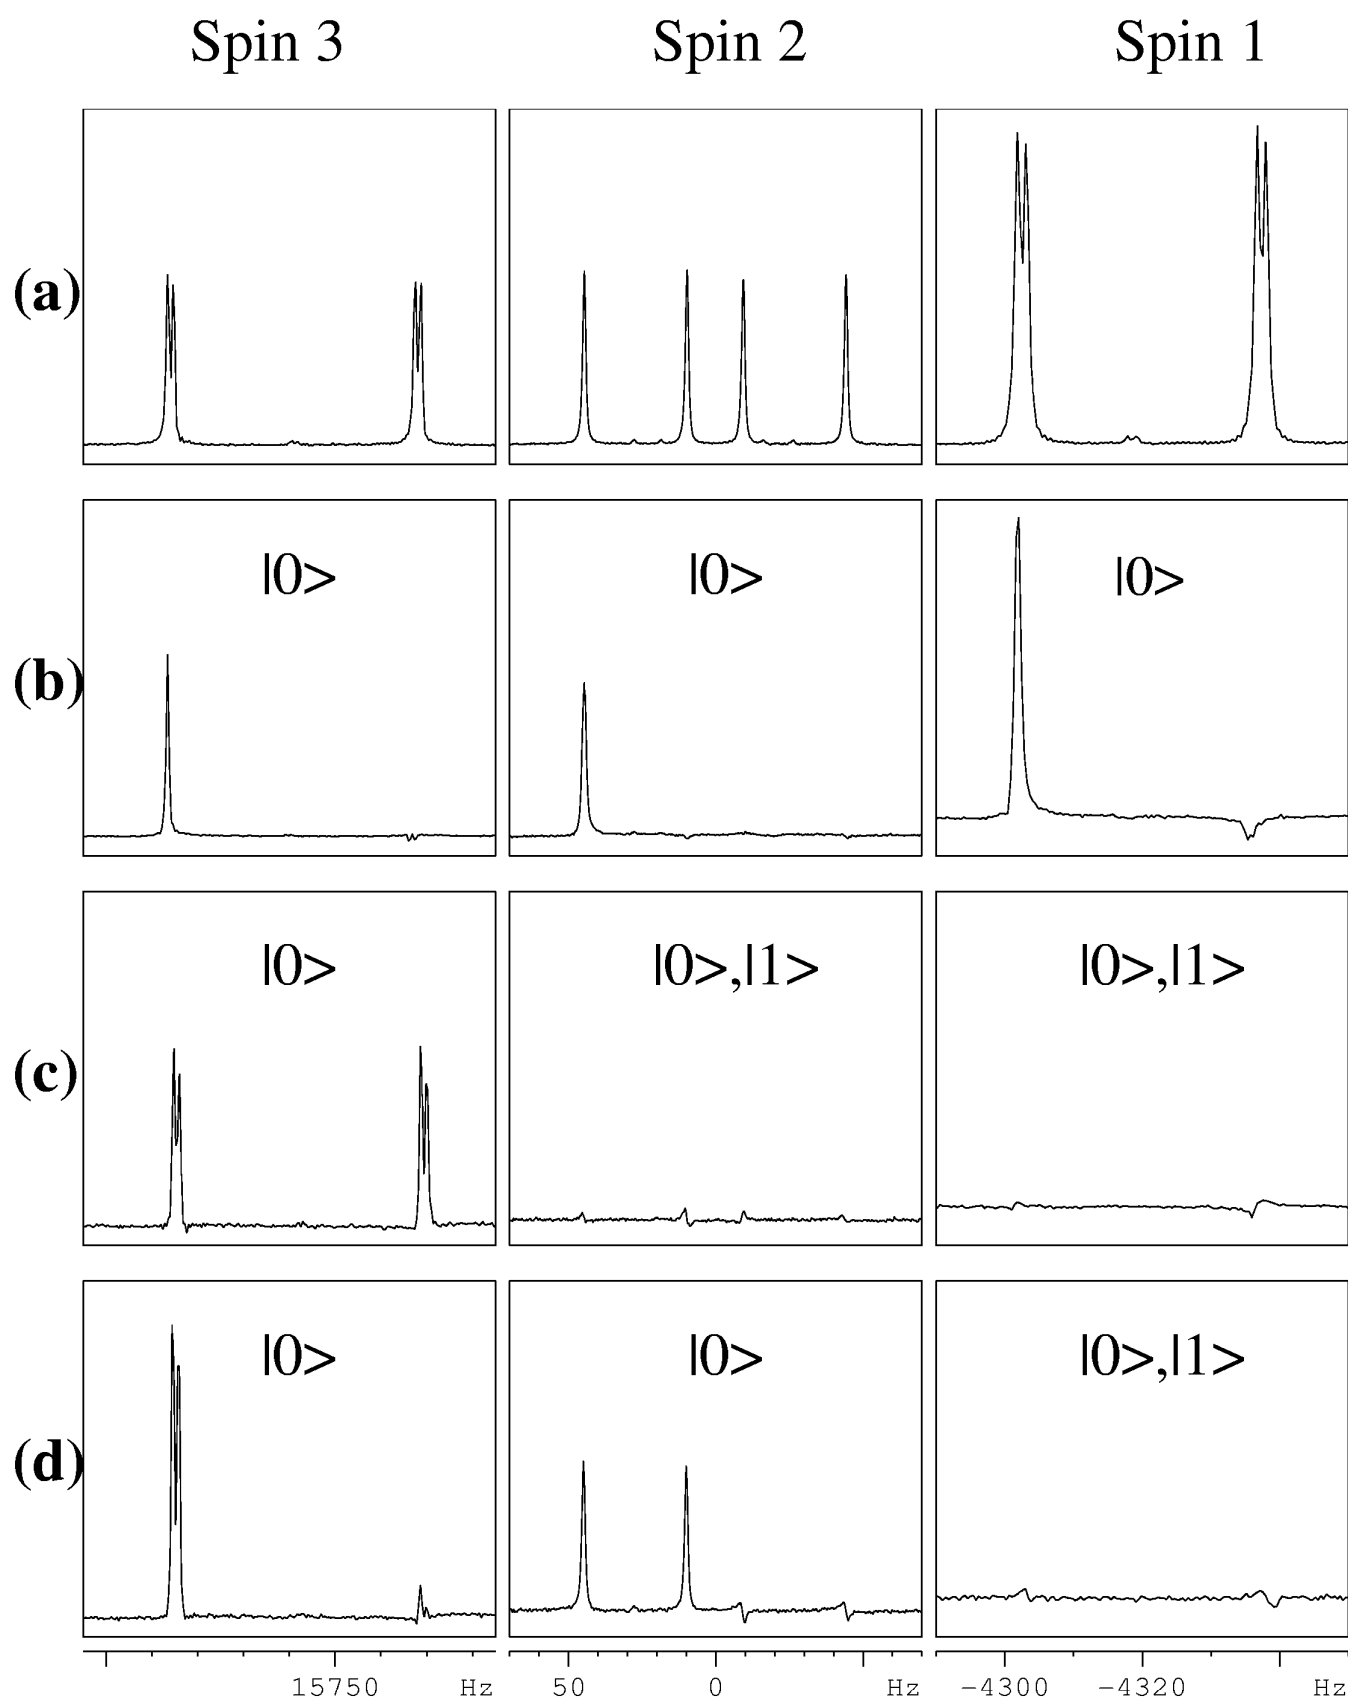 Spin 3 Spin 2 Spin 1
(a)
(b) |0> |0> |0>
(c) |0> |0>,|1> |0>,|1>
(d) |0> |0> |0>,|1>
15750 Hz 50 0 Hz -4300 -4320 Hz